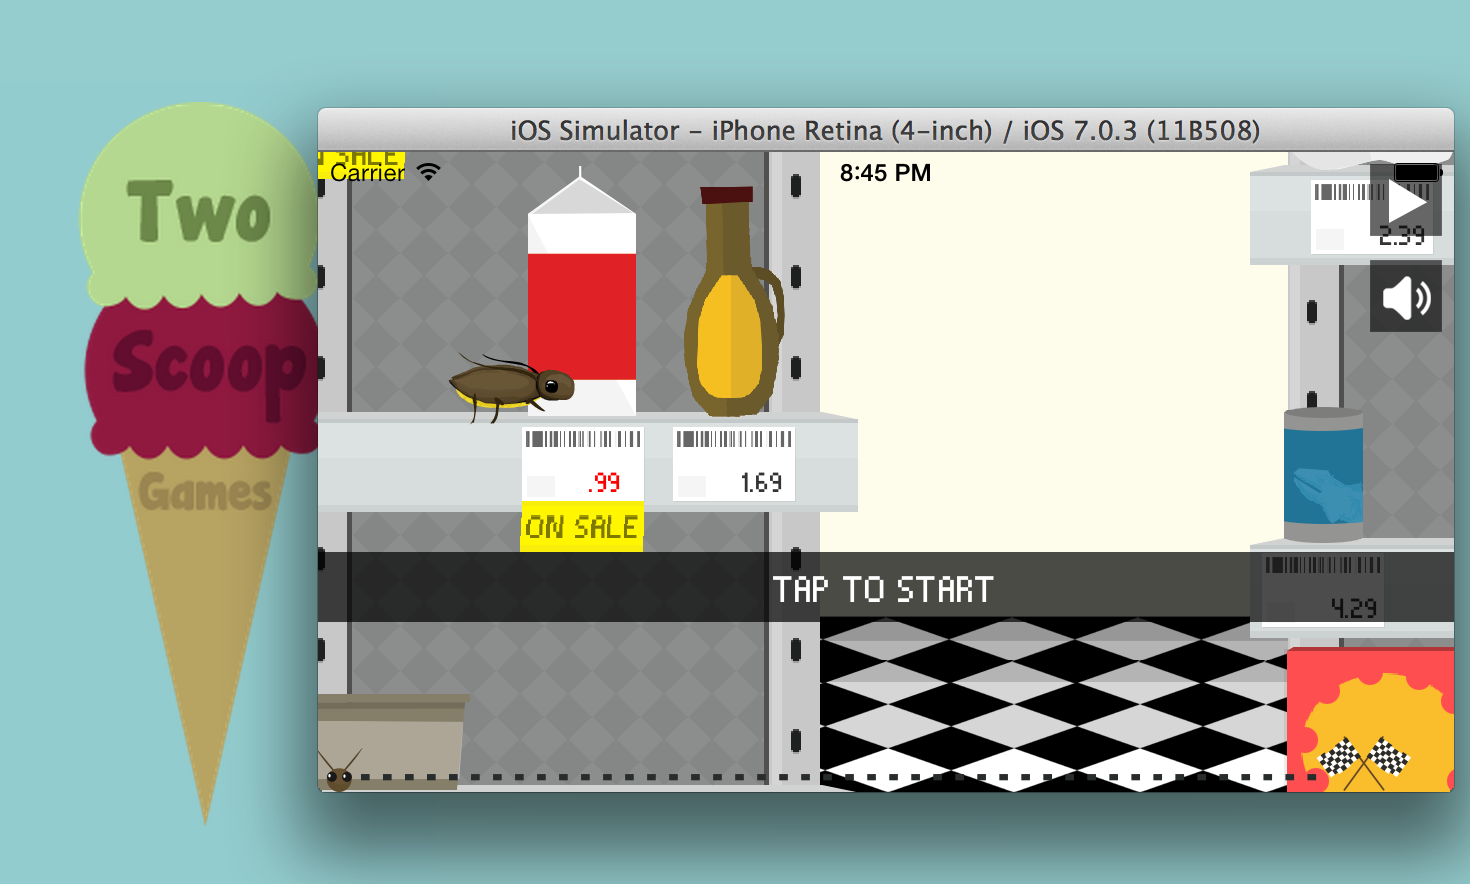 Two
Scoop
Games
iOS Simulator – iPhone Retina (4-inch) / iOS 7.0.3 (11B508)
SALE
Carrier
8:45 PM
2.39
.99
1.69
ON SALE
TAP TO START
4.29